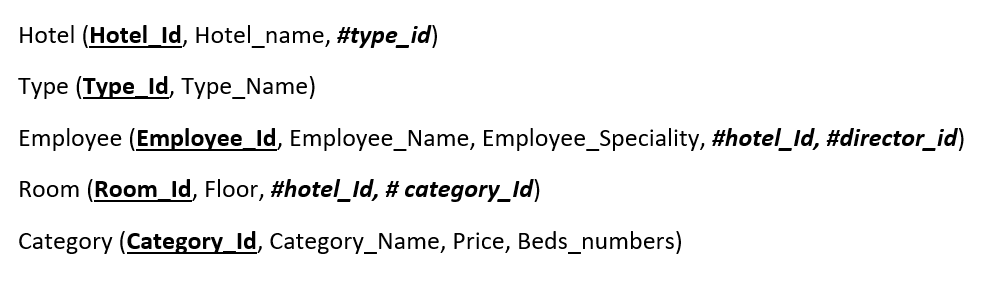 Hotel (Hotel_Id, Hotel_name, #type_id)
Type (Type_Id, Type_Name)
Employee (Employee_Id, Employee_Name, Employee_Speciality, #hotel_Id, #director_id)
Room (Room_Id, Floor, #hotel_Id, # category_Id)
Category (Category_Id, Category_Name, Price, Beds_numbers)